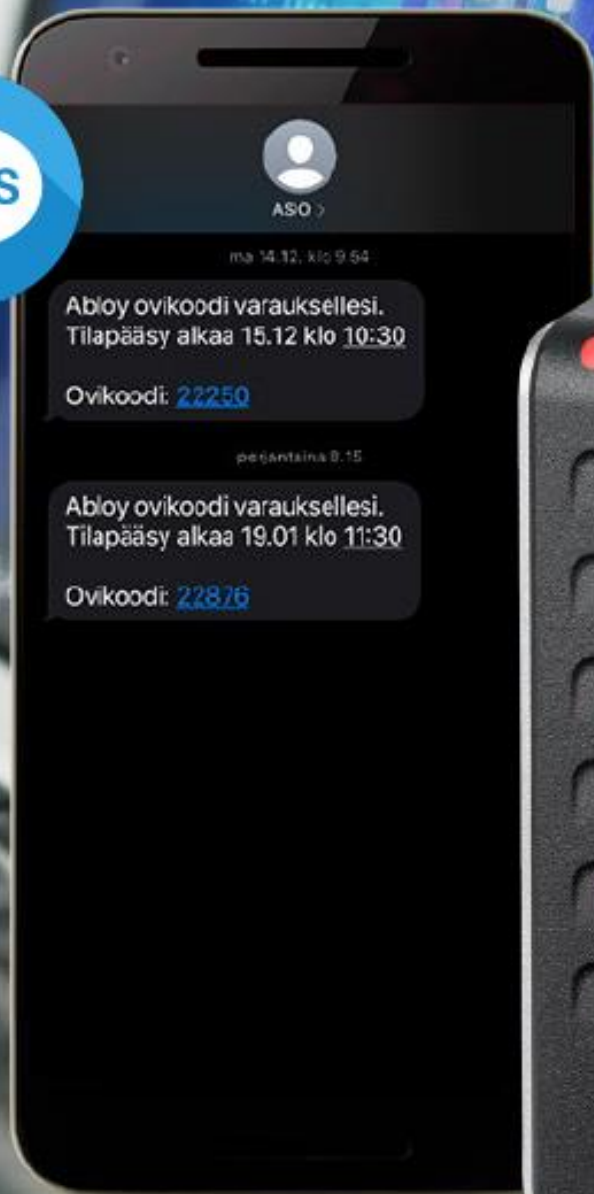 S
ASIO >
ma 14.12. klo 9.54
Abloy ovikoodi varauksellesi.
Tilapääsy alkaa 15.12 klo 10:30
Ovikoodi: 22250
perjantaina 8.15
Abloy ovikoodi varauksellesi.
Tilapääsy alkaa 19.01 klo 11:30
Ovikoodi: 22876